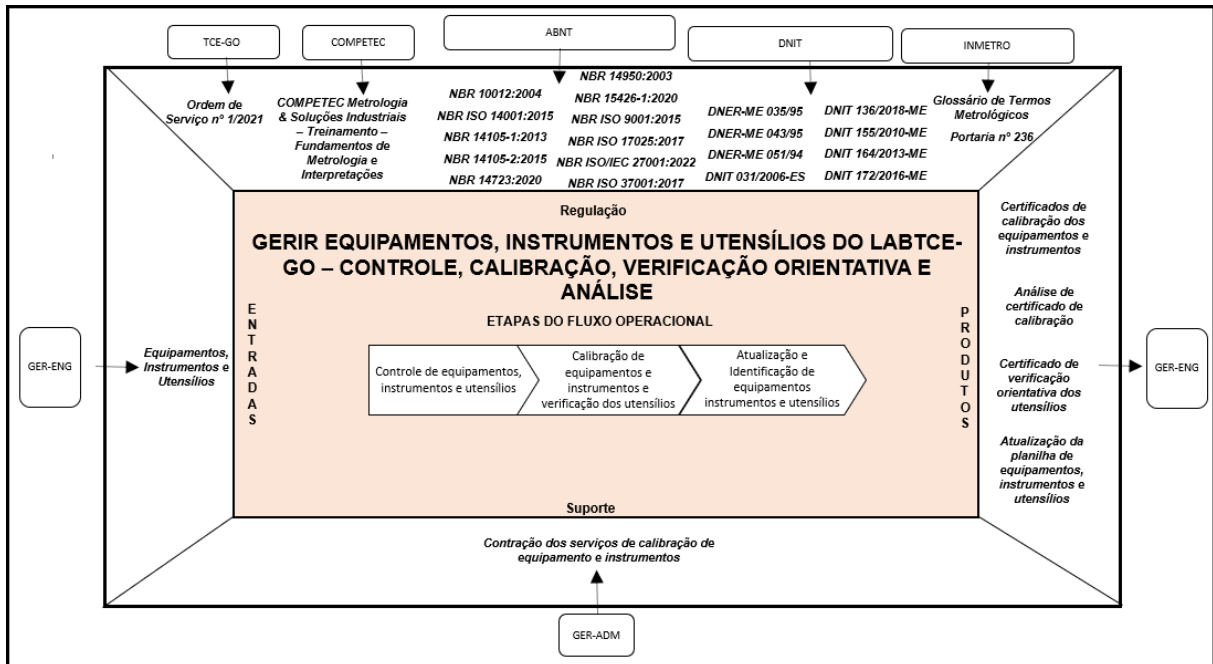 TCE-GO
COMPETEC
ABNT
DNIT
INMETRO
Ordem de
Serviço nº 1/2021
COMPETEC Metrologia
& Soluções Industriais
– Treinamento –
Fundamentos de
Metrologia e
Interpretações
NBR 10012:2004
NBR ISO 14001:2015
NBR 14105-1:2013
NBR 14105-2:2015
NBR 14723:2020
NBR 14950:2003
NBR 15426-1:2020
NBR ISO 9001:2015
NBR ISO 17025:2017
NBR ISO/IEC 27001:2022
NBR ISO 37001:2017
DNER-ME 035/95
DNER-ME 043/95
DNER-ME 051/94
DNIT 031/2006-ES
DNIT 136/2018-ME
DNIT 155/2010-ME
DNIT 164/2013-ME
DNIT 172/2016-ME
Glossário de Termos
Metrológicos
Portaria nº 236
Regulação
GERIR EQUIPAMENTOS, INSTRUMENTOS E UTENSÍLIOS DO LABTCE-
GO – CONTROLE, CALIBRAÇÃO, VERIFICAÇÃO ORIENTATIVA E
ANÁLISE
ETAPAS DO FLUXO OPERACIONAL
GER-ENG
Equipamentos,
Instrumentos e
Utensílios
ENTRADAS
Controle de equipamentos,
instrumentos e utensílios
Calibração de
equipamentos e
instrumentos e
verificação dos utensílios
Atualização e
Identificação de
equipamentos
instrumentos e utensílios
PRODUTOS
Certificados de
calibração dos
equipamentos e
instrumentos
Análise de
certificado de
calibração
Certificado de
verificação
orientativa dos
utensílios
Atualização da
planilha de
equipamentos,
instrumentos e
utensílios
GER-ENG
Suporte
Contração dos serviços de calibração de
equipamento e instrumentos
GER-ADM